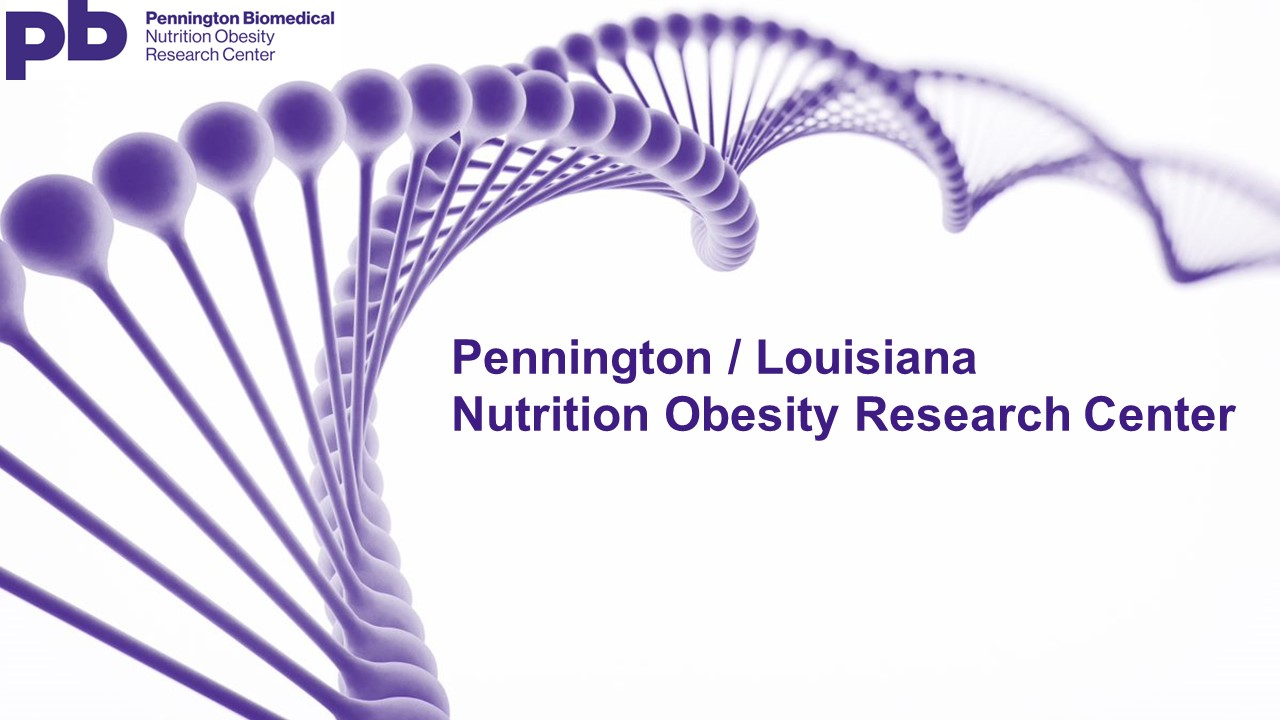 pb
Pennington Biomedical
Nutrition Obesity
Research Center
Pennington / Louisiana
Nutrition Obesity Research Center